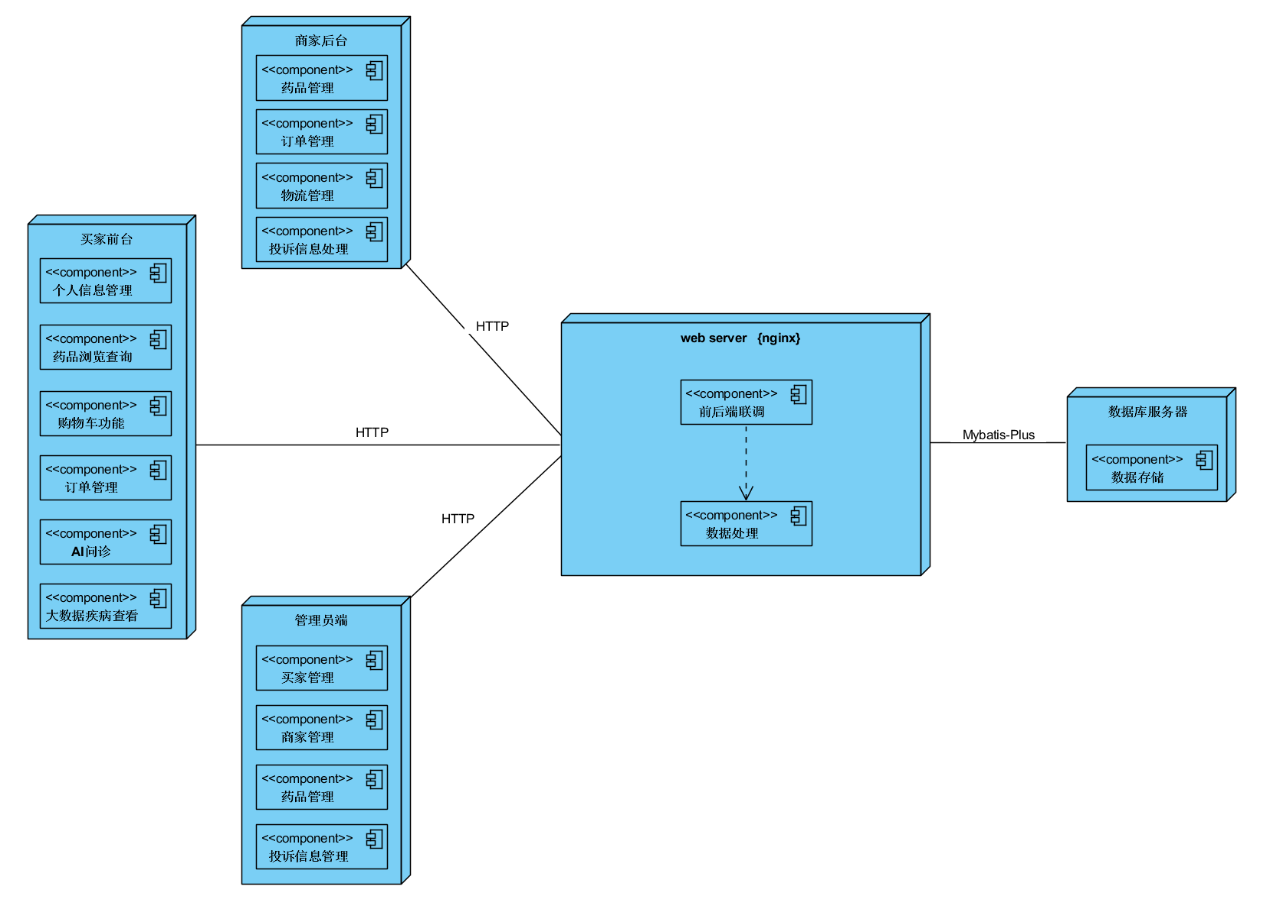 商家后台
<<component>>
药品管理
<<component>>
订单管理
<<component>>
物流管理
<<component>>
投诉信息处理
买家前台
<<component>>
个人信息管理
<<component>>
药品浏览查询
<<component>>
购物车功能
<<component>>
订单管理
<<component>>
AI问诊
<<component>>
大数据疾病查看
HTTP
HTTP
HTTP
管理员端
<<component>>
买家管理
<<component>>
商家管理
<<component>>
药品管理
<<component>>
投诉信息管理
web server {nginx}
<<component>>
前后端联调
<<component>>
数据处理
Mybatis-Plus
数据库服务器
<<component>>
数据存储